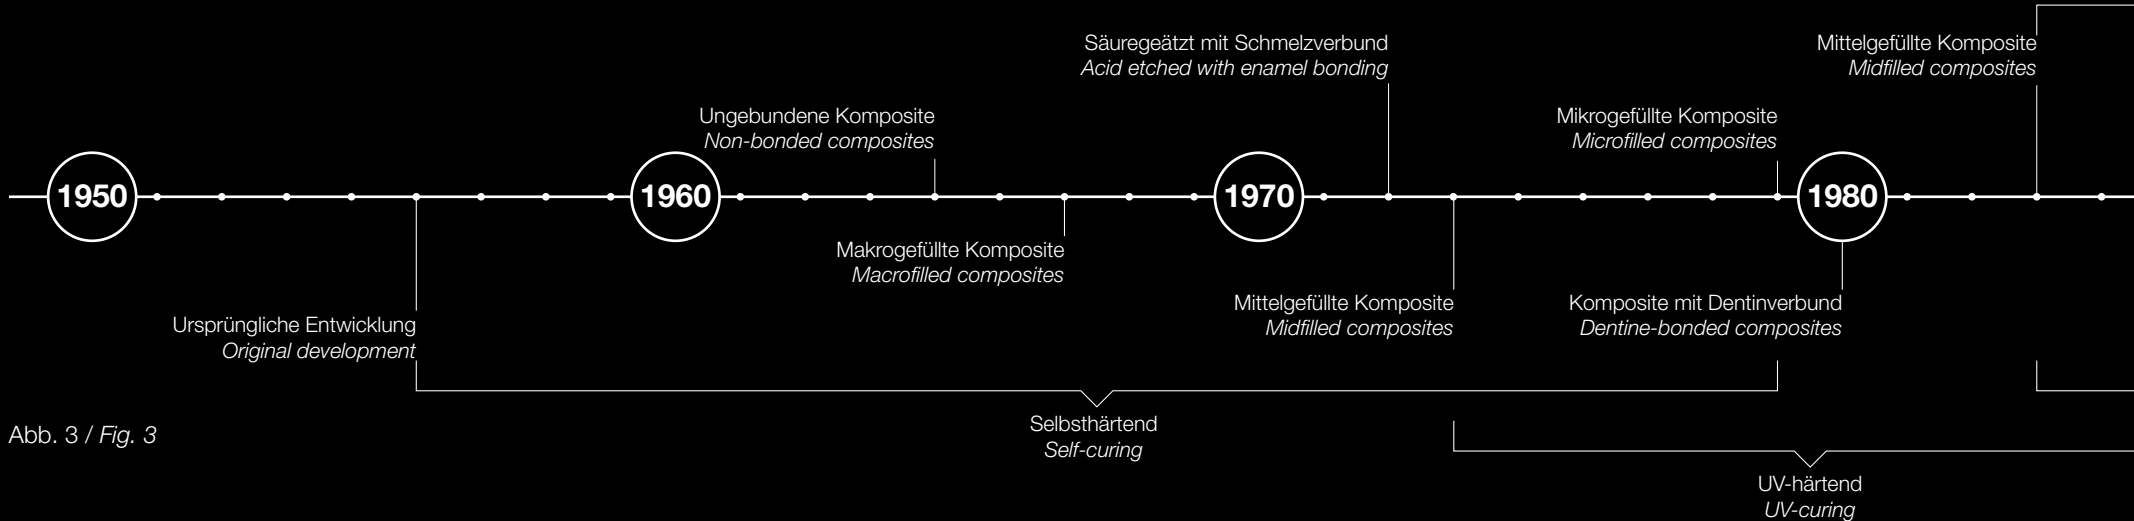 Säuregeätzt mit Schmelzverbund
Acid etched with enamel bonding
Mittelgefüllte Komposite
Midfilled composites
Ungebundene Komposite
Non-bonded composites
Mikrogefüllte Komposite
Microfilled composites
1950
1960
1970
1980
Makrogefüllte Komposite
Macrofilled composites
Mittelgefüllte Komposite
Midfilled composites
Komposite mit Dentinverbund
Dentine-bonded composites
Ursprüngliche Entwicklung
Original development
Selbsthärtend
Self-curing
Abb. 3 / Fig. 3
UV-härtend
UV-curing